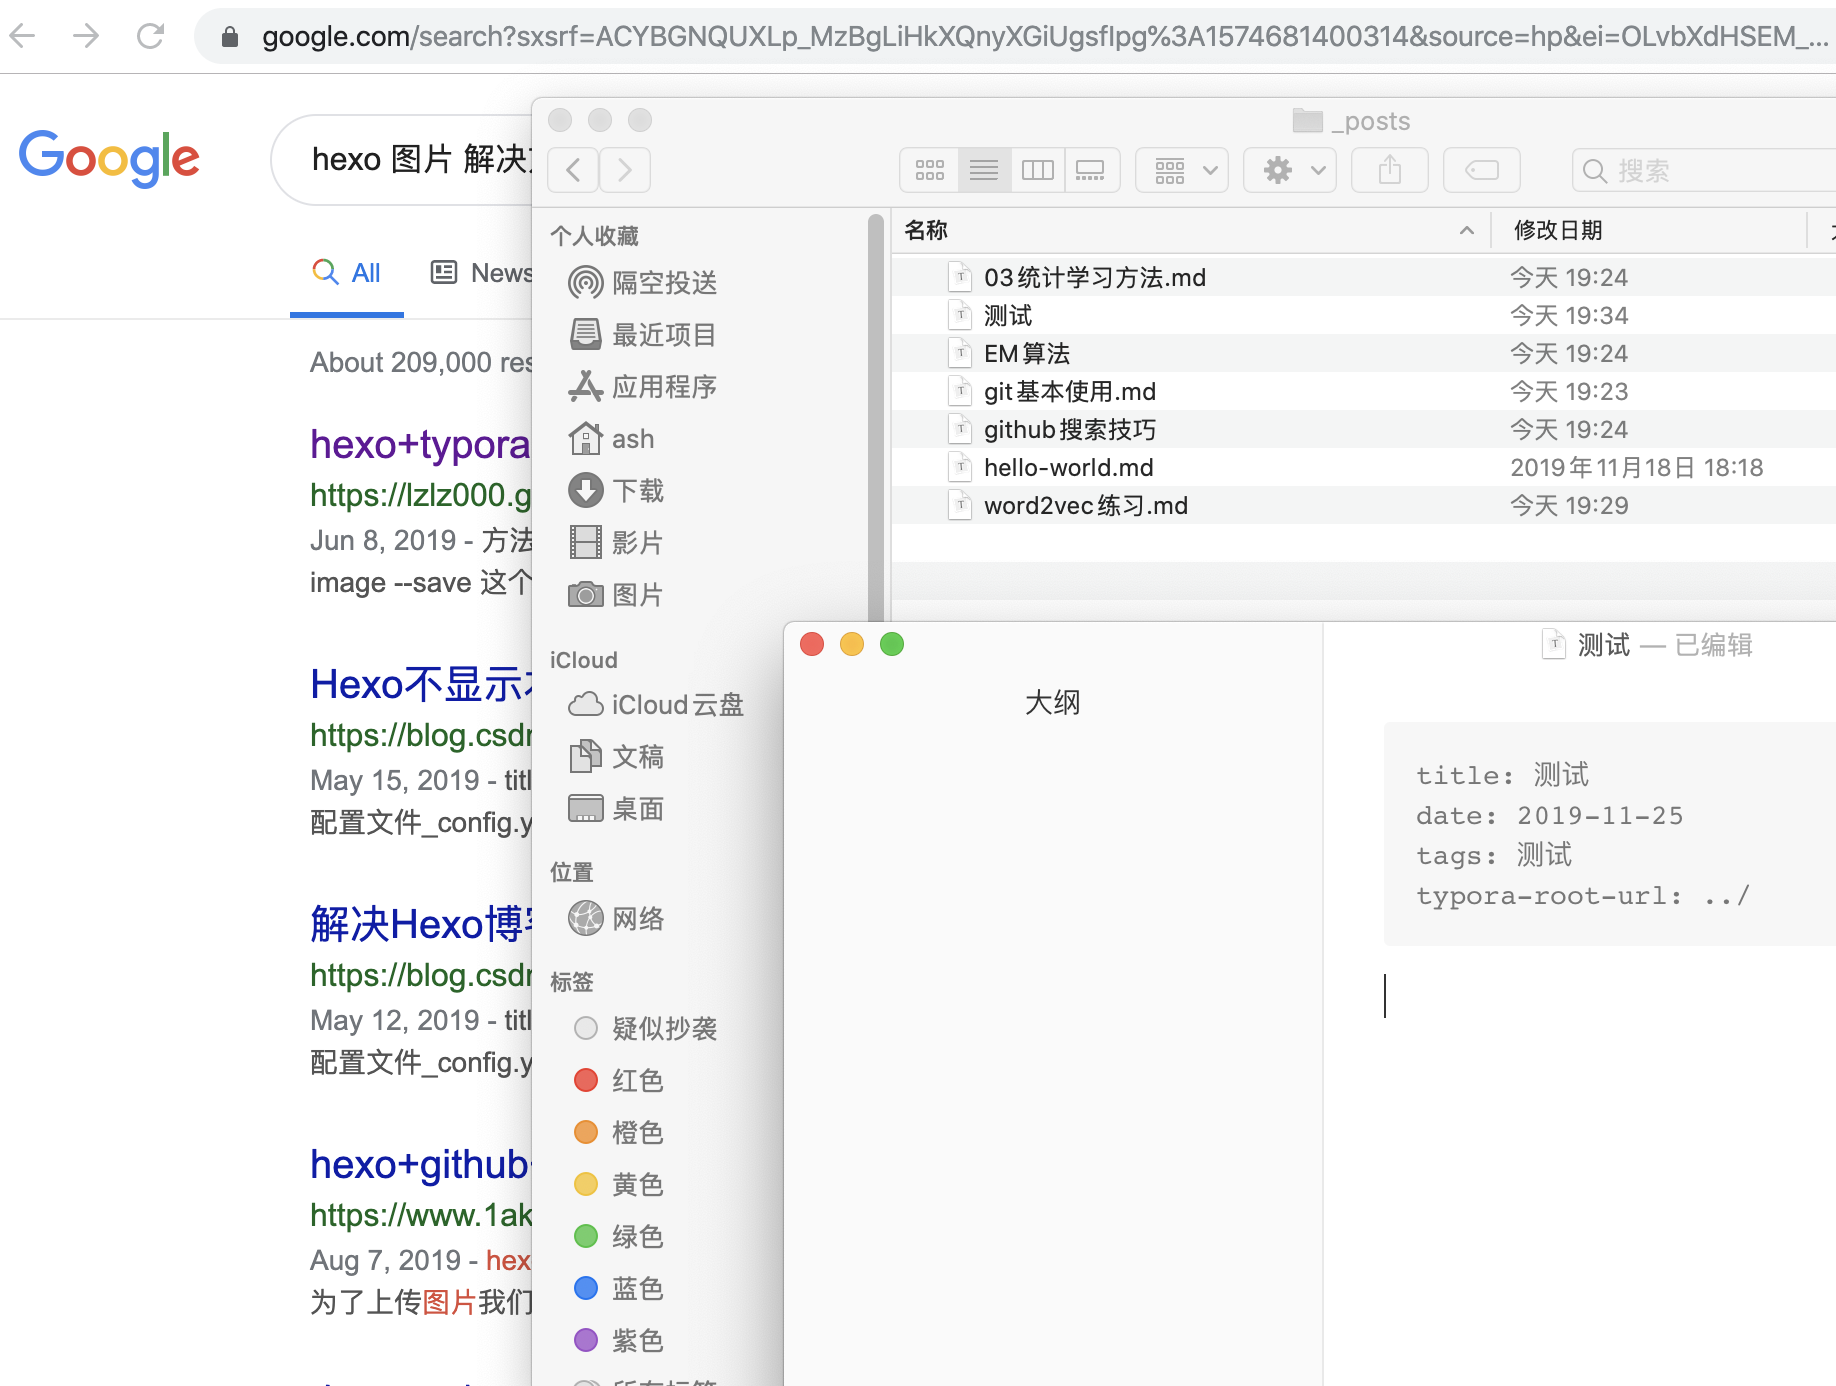 google.com/search?sxsrf=ACYBGNQUXLp_MzBgLiHkXQnyXGiUgsfIpg%3A1574681400314&source=hp&ei=OLvbXdHSEM_...
Google
hexo 图片 解决
All
News
About 209,000
hexo+typora
https://lzlz000.g
Jun 8, 2019 - 方法
image --save 这个
Hexo不显示
https://blog.csdn
May 15, 2019 - titl
配置文件_config.y
解决Hexo博客
https://blog.csdn
May 12, 2019 - titl
配置文件_config.y
hexo+github
https://www.1ak
Aug 7, 2019 - hex
为了上传图片我们
_posts
搜索
个人收藏
隔空投送
最近项目
应用程序
ash
下载
影片
图片
iCloud
iCloud云盘
文稿
桌面
位置
网络
标签
疑似抄袭
红色
橙色
黄色
绿色
蓝色
紫色
所有标签
名称
修改日期
03统计学习方法.md
今天 19:24
测试
今天 19:34
EM算法
今天 19:24
git基本使用.md
今天 19:23
github搜索技巧
今天 19:24
hello-world.md
2019年11月18日 18:18
word2vec练习.md
今天 19:29
大纲
测试 — 已编辑
title: 测试
date: 2019-11-25
tags: 测试
typora-root-url: ../